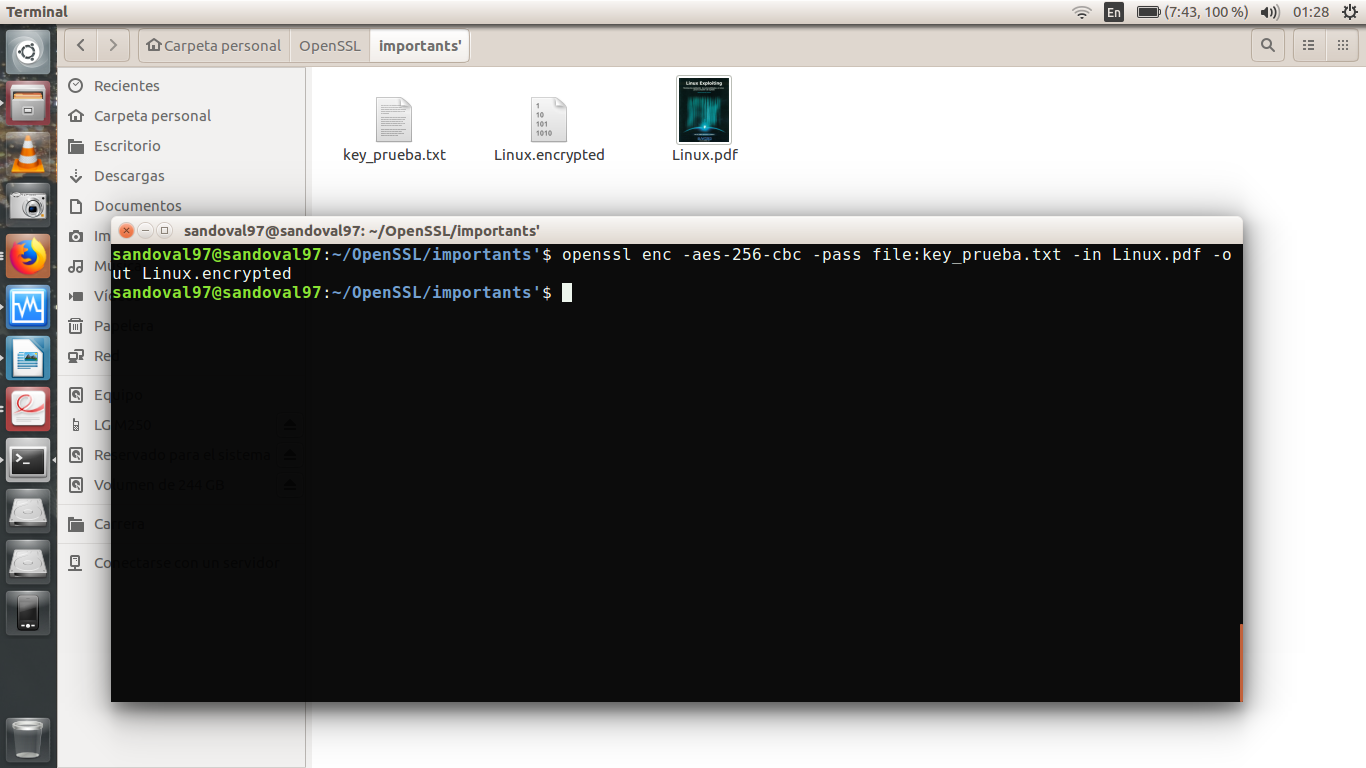 Terminal
En
(7:43, 100 %)
01:28
Carpeta personal
OpenSSL
importants'
Recientes
Carpeta personal
Escritorio
Descargas
Documentos
Im
Mú
Víd
Papelera
Red
Equipo
LG M250
Reservado para el sistema
Volumen de 244 GB
Carrera
Conectarse con un servidor
key_prueba.txt
1
10
101
1010
Linux.encrypted
Linux Exploiting
Linux.pdf
sandoval97@sandoval97: ~/OpenSSL/importants'
sandoval97@sandoval97:~/OpenSSL/importants'$ openssl enc -aes-256-cbc -pass file:key_prueba.txt -in Linux.pdf -o
ut Linux.encrypted
sandoval97@sandoval97:~/OpenSSL/importants'$